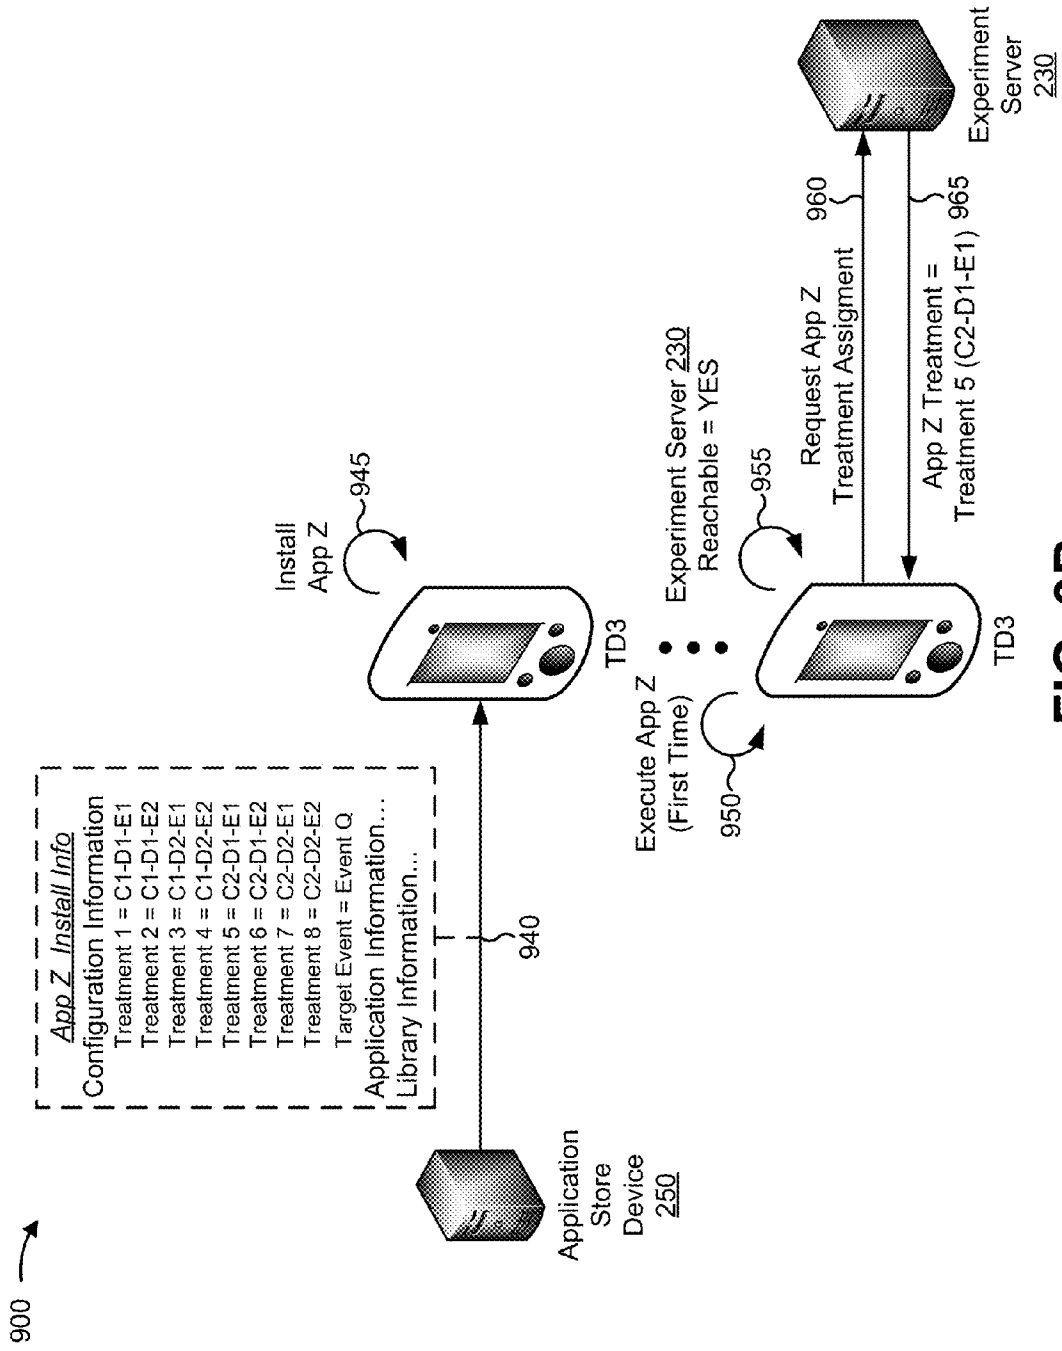 900
App Z Install Info
Configuration Information
Treatment 1 = C1-D1-E1
Treatment 2 = C1-D1-E2
Treatment 3 = C1-D2-E1
Treatment 4 = C1-D2-E2
Treatment 5 = C2-D1-E1
Treatment 6 = C2-D1-E2
Treatment 7 = C2-D2-E1
Treatment 8 = C2-D2-E2
Target Event = Event Q
Application Information...
Library Information...
940
Application
Store
Device
250
Install
App Z
945
TD3
Execute App Z
(First Time)
950
Experiment Server 230
Reachable = YES
955
TD3
Request App Z
Treatment Assigment
960
App Z Treatment =
Treatment 5 (C2-D1-E1)
965
Experiment
Server
230